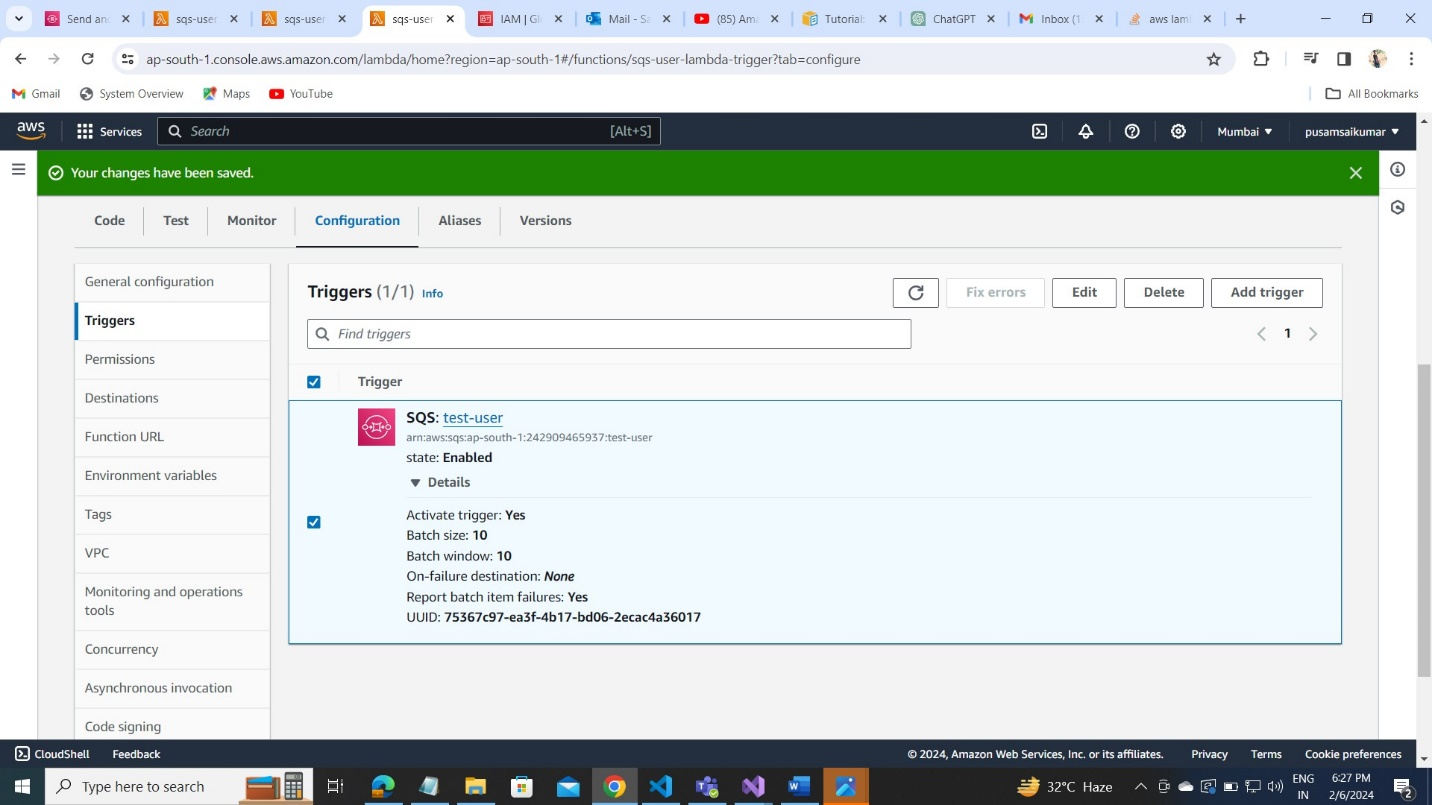 Send and
sqs-user
sqs-user
sqs-user
IAM | Gl
Mail - Sa
(85) Ama
Tutorial:
ChatGPT
Inbox (1
aws lam
ap-south-1.console.aws.amazon.com/lambda/home?region=ap-south-1#/functions/sqs-user-lambda-trigger?tab=configure
Gmail
System Overview
Maps
YouTube
All Bookmarks
aws
Services
Search
[Alt+S]
Mumbai
pusamsaikumar
Your changes have been saved.
Code
Test
Monitor
Configuration
Aliases
Versions
General configuration
Triggers
Permissions
Destinations
Function URL
Environment variables
Tags
VPC
Monitoring and operations
tools
Concurrency
Asynchronous invocation
Code signing
Triggers (1/1) Info
Fix errors
Edit
Delete
Add trigger
Find triggers
1
Trigger
SQS: test-user
arn:aws:sqs:ap-south-1:242909465937:test-user
state: Enabled
Details
Activate trigger: Yes
Batch size: 10
Batch window: 10
On-failure destination: None
Report batch item failures: Yes
UUID: 75367c97-ea3f-4b17-bd06-2ecac4a36017
CloudShell
Feedback
© 2024, Amazon Web Services, Inc. or its affiliates.
Privacy
Terms
Cookie preferences
Type here to search
32°C Haze
ENG
IN
6:27 PM
2/6/2024
2